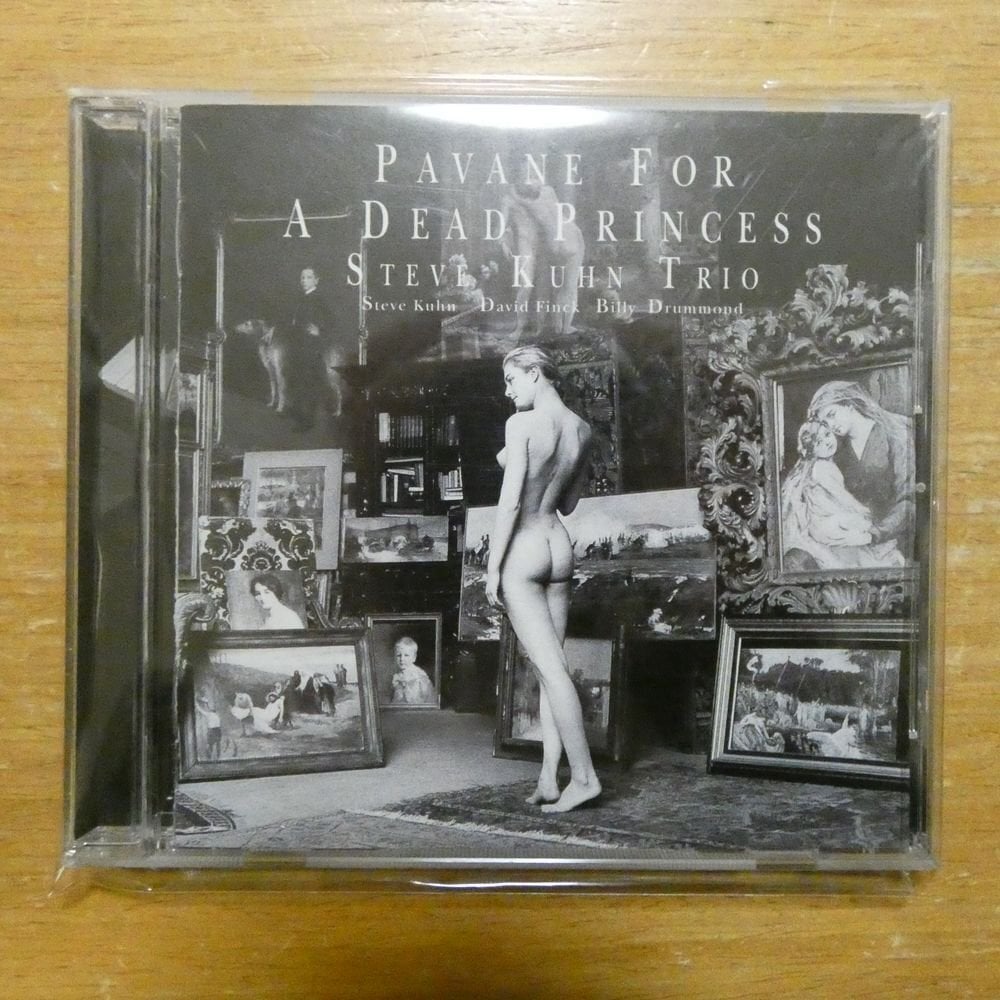 PAVANE FOR
A DEAD PRINCESS
STEVE KUHN TRIO
Steve Kuhn David Finck Billy Drummond